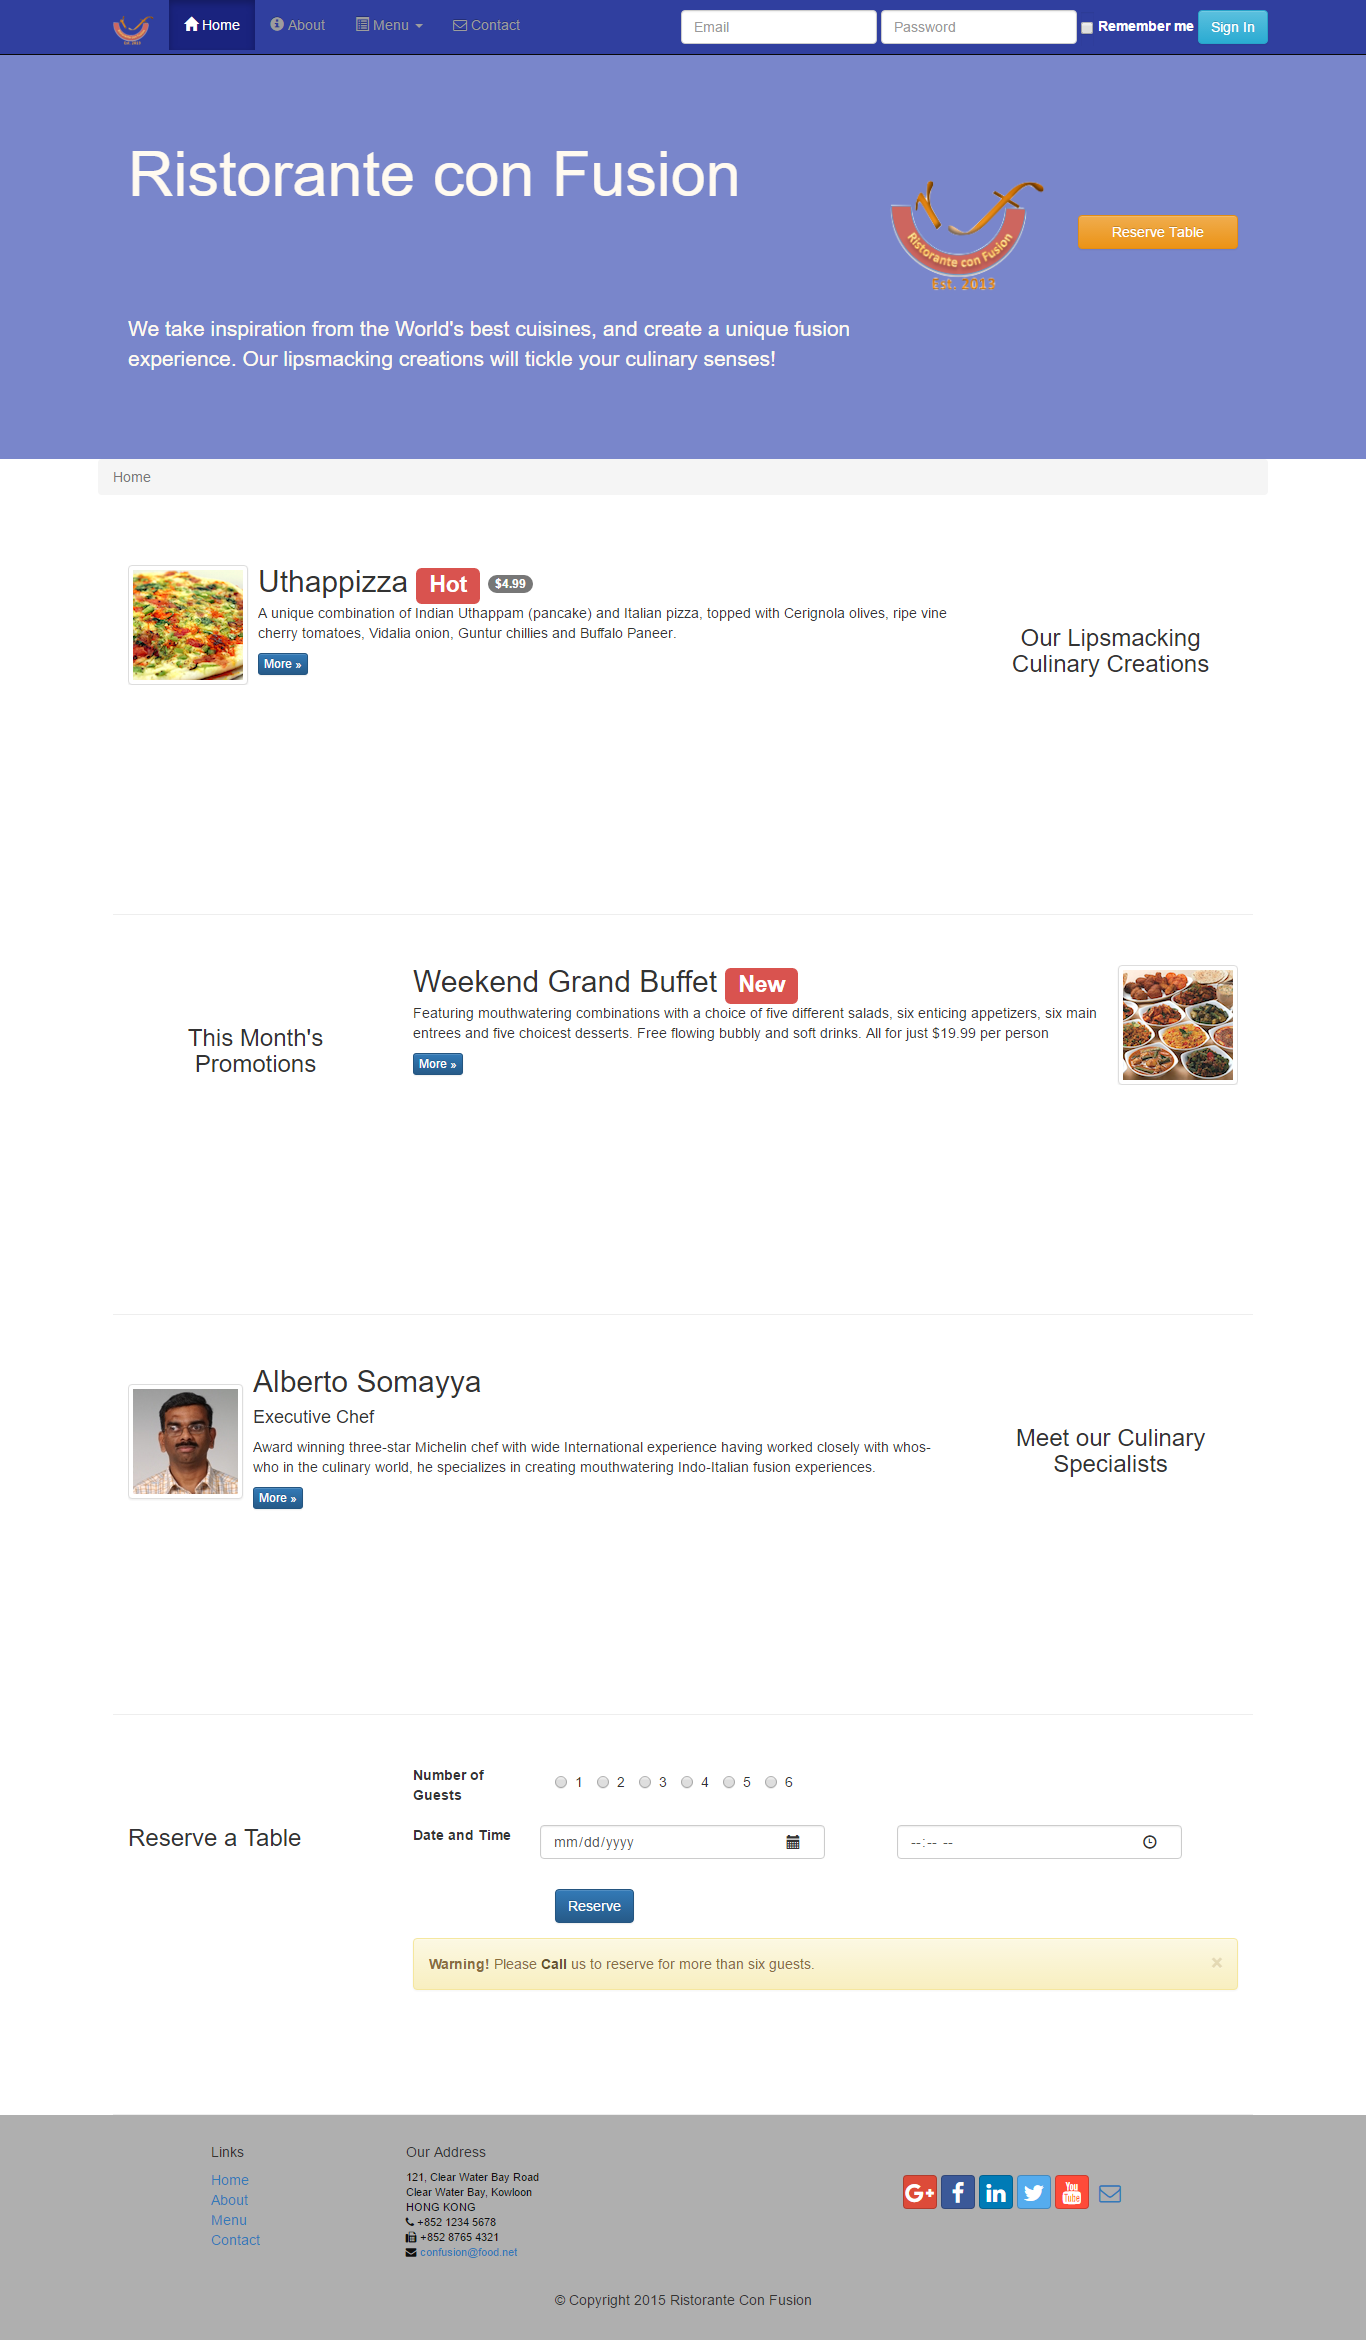 Home About Menu Contact Email Password Remember me Sign In
Ristorante con Fusion
Ristorante con Fusion
Est. 2015
Reserve Table
We take inspiration from the World's best cuisines, and create a unique fusion
experience. Our lipsmacking creations will tickle your culinary senses!
Home
Uthappizza Hot $4.99
A unique combination of Indian Uthappam (pancake) and Italian pizza, topped with Cerignola olives, ripe vine
cherry tomatoes, Vidalia onion, Guntur chillies and Buffalo Paneer.
More »
Our Lipsmacking
Culinary Creations
This Month's
Promotions
Weekend Grand Buffet New
Featuring mouthwatering combinations with a choice of five different salads, six enticing appetizers, six main
entrees and five choicest desserts. Free flowing bubbly and soft drinks. All for just $19.99 per person
More »
Alberto Somayya
Executive Chef
Award winning three-star Michelin chef with wide International experience having worked closely with whos-
who in the culinary world, he specializes in creating mouthwatering Indo-Italian fusion experiences.
More »
Meet our Culinary
Specialists
Reserve a Table
Number of
Guests
1 2 3 4 5 6
Date and Time mm/dd/yyyy --:-- --
Reserve
Warning! Please Call us to reserve for more than six guests. ×
Links
Home
About
Menu
Contact
Our Address
121, Clear Water Bay Road
Clear Water Bay, Kowloon
HONG KONG
+852 1234 5678
+852 8765 4321
confusion@food.net
G+ f in You Tube
© Copyright 2015 Ristorante Con Fusion